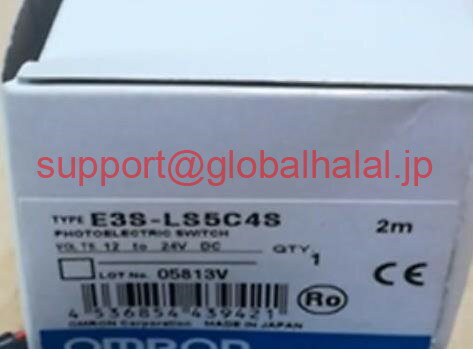 support@globalhalal.jp
TYPE E3S-LS5C4S 2m
PHOTOELECTRIC SWITCH
VOLTS 12 to 24V DC QTY. 1
LOT No. 05813V CE
4 536854 439421 Ro
OMRON Corporation MADE IN JAPAN
OMRON